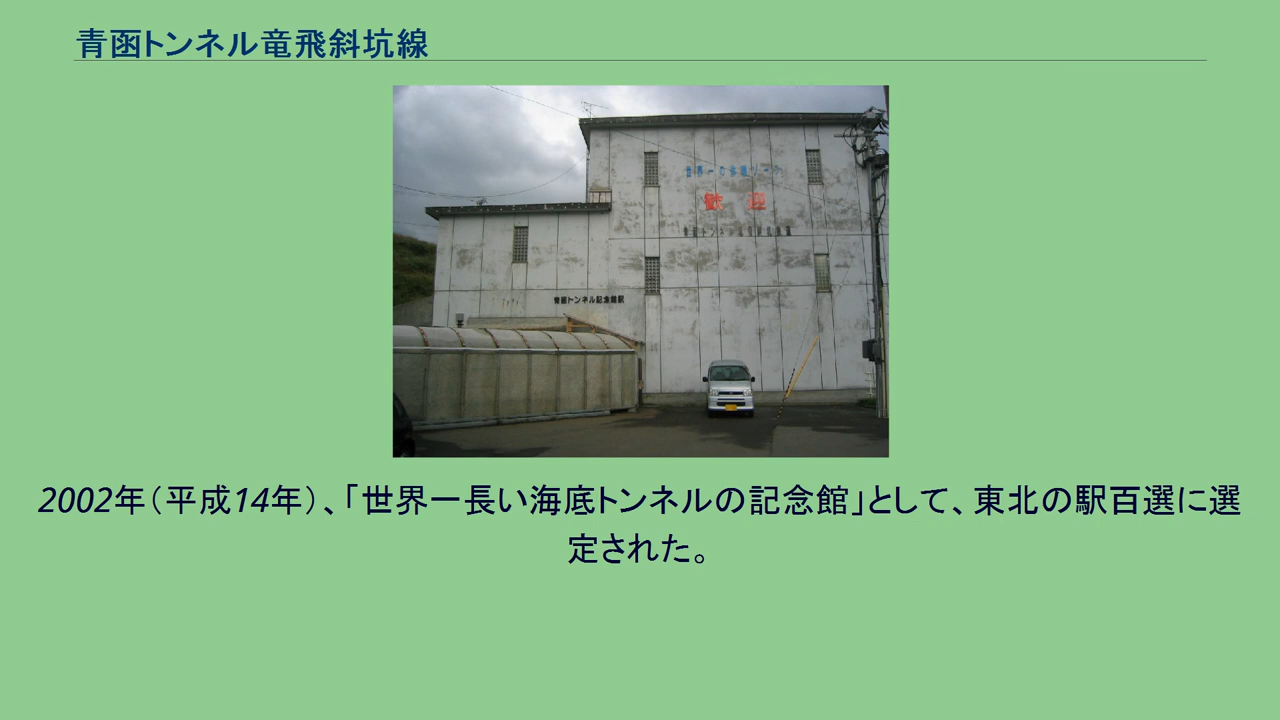 青函トンネル竜飛斜坑線
歓迎
青函トンネル記念館駅
2002年（平成14年）、「世界一長い海底トンネルの記念館」として、東北の駅百選に選
定された。